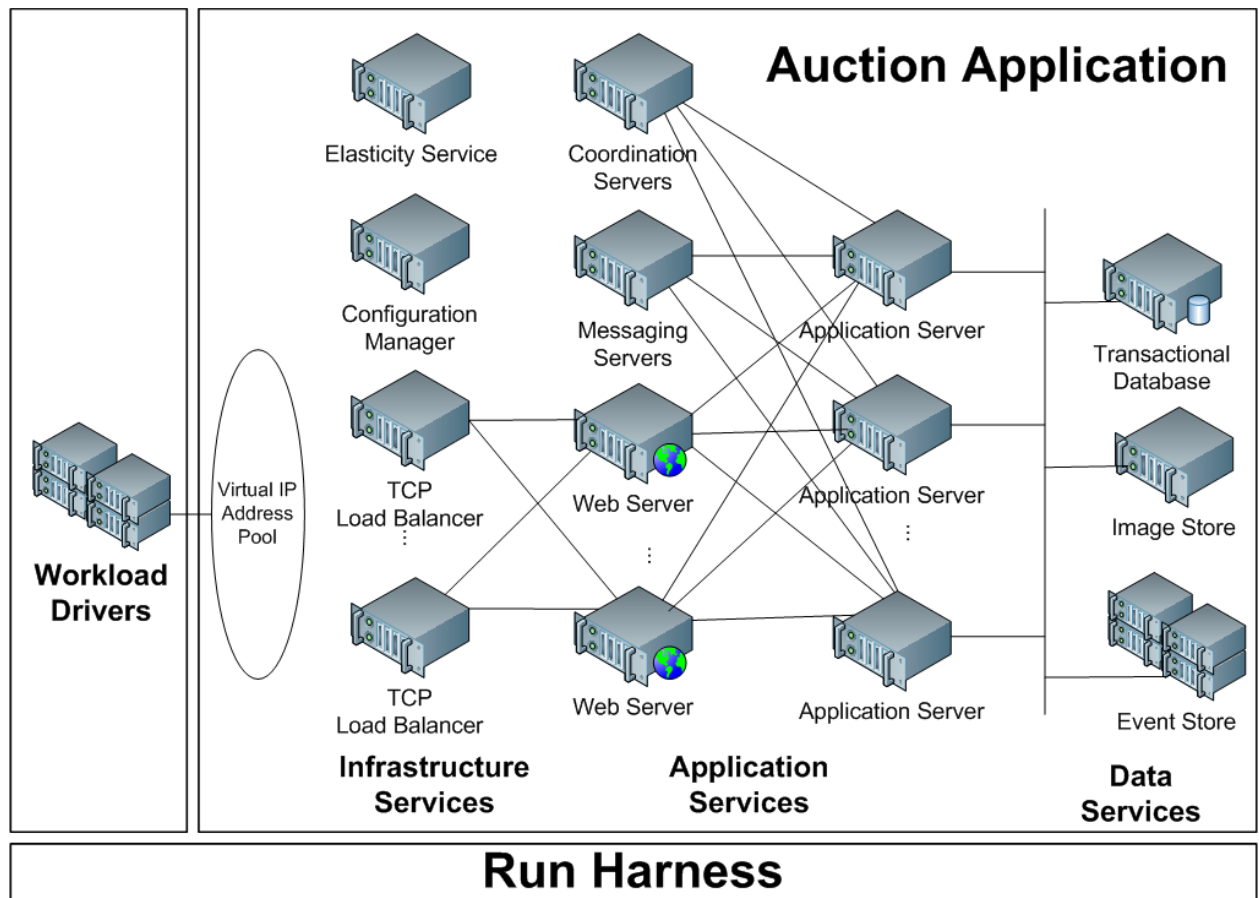 Auction Application
Elasticity Service
Coordination
Servers
Configuration
Manager
Messaging
Servers
Application Server
Transactional
Database
Virtual IP
Address
Pool
TCP
Load Balancer
...
Web Server
...
Application Server
...
Image Store
Workload
Drivers
TCP
Load Balancer
Web Server
Application Server
Event Store
Infrastructure
Services
Application
Services
Data
Services
Run Harness